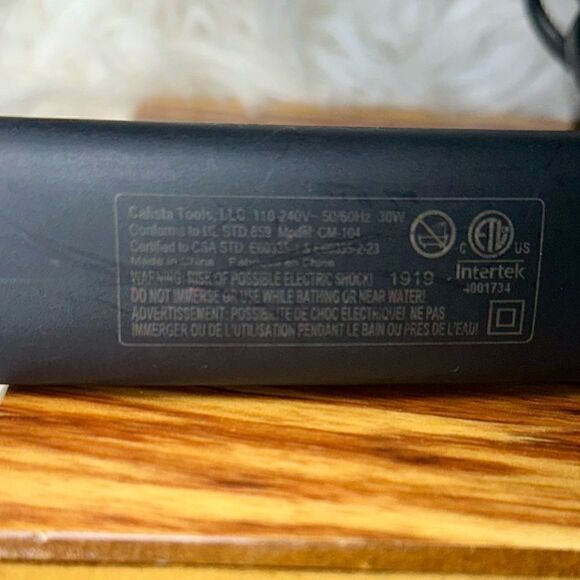 Calista Tools, LLC 110-240V~ 50/60Hz 30W
Conforms to UL STD.859 Model: CM-104
Certified to CSA STD. E60335-1 & E60335-2-23
Made in China Fabriqué en Chine
WARNING: RISK OF POSSIBLE ELECTRIC SHOCK! 1919
DO NOT IMMERSE OR USE WHILE BATHING OR NEAR WATER!
ADVERTISSEMENT: POSSIBILITE DE CHOC ELECTRIQUE! NE PAS
IMMERGER OU DE L'UTILISATION PENDANT LE BAIN OU PRES DE L'EAU!
C ETL US
Intertek
4001734